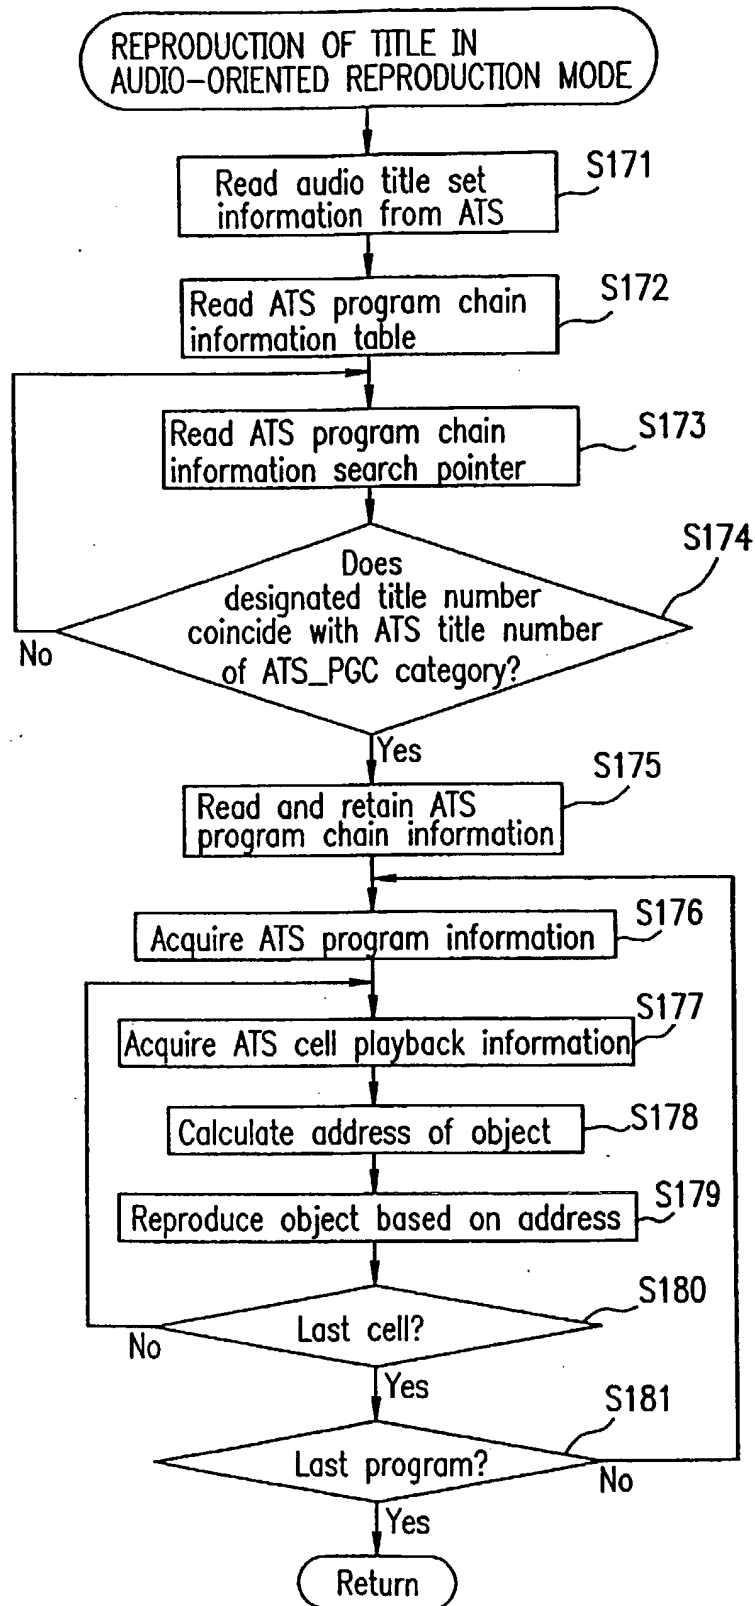 REPRODUCTION OF TITLE IN
AUDIO-ORIENTED REPRODUCTION MODE
S171
Read audio title set
information from ATS
S172
Read ATS program chain
information table
S173
Read ATS program chain
information search pointer
S174
Does
designated title number
coincide with ATS title number
of ATS_PGC category?
No
Yes
S175
Read and retain ATS
program chain information
S176
Acquire ATS program information
S177
Acquire ATS cell playback information
S178
Calculate address of object
S179
Reproduce object based on address
S180
Last cell?
No
Yes
S181
Last program?
No
Yes
Return